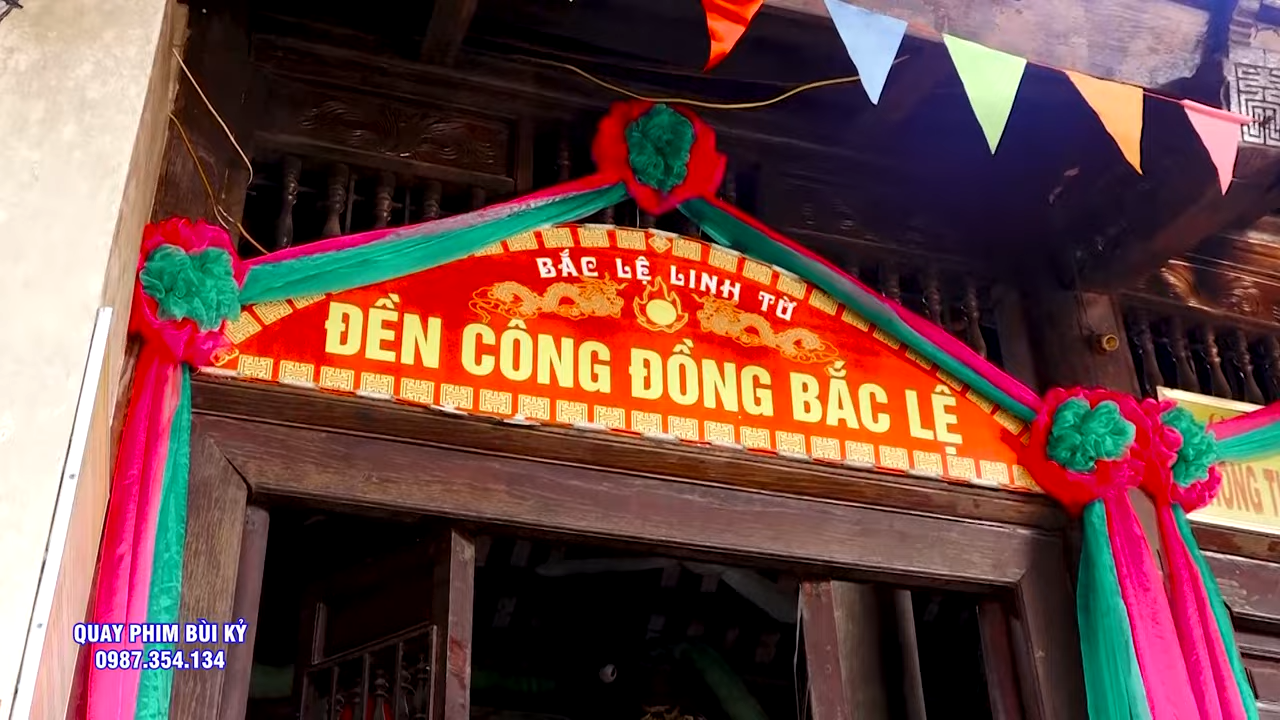 BẮC LỆ LINH TỪ
ĐỀN CÔNG ĐỒNG BẮC LỆ
QUAY PHIM BÙI KỶ
0987.354.134